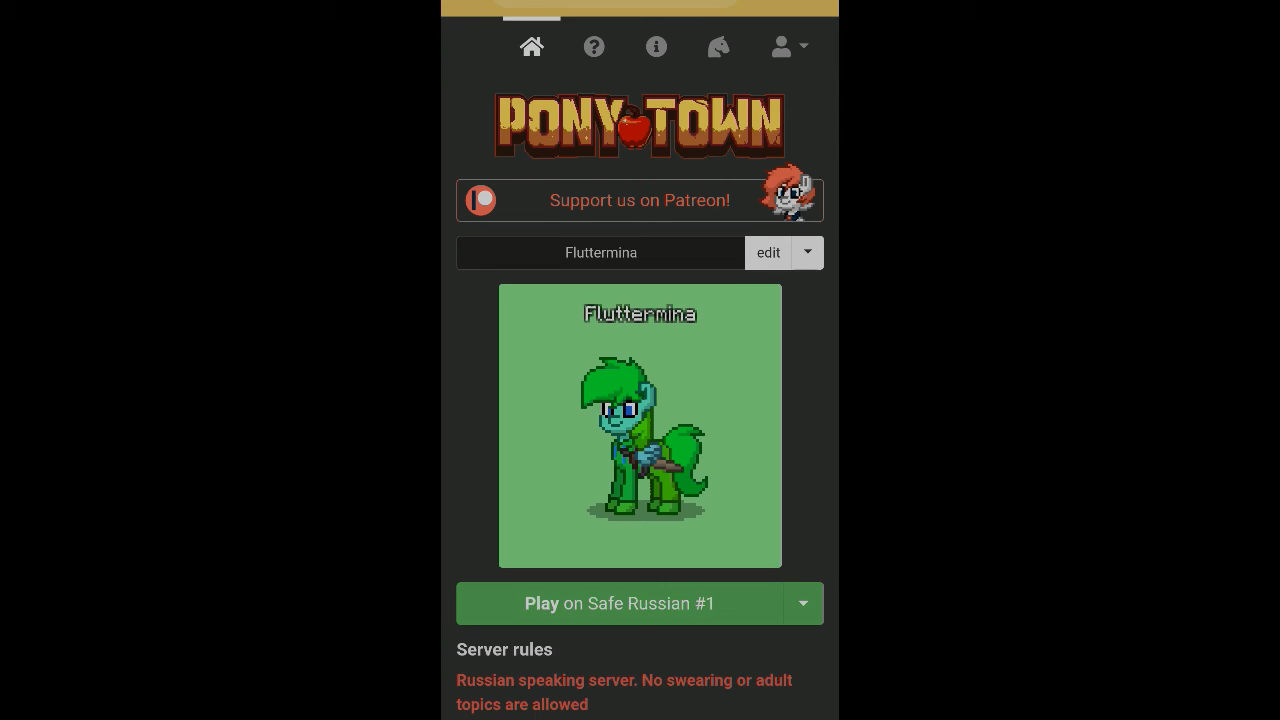 PONY TOWN
Support us on Patreon!
Fluttermina
edit
Fluttermina
Play on Safe Russian #1
Server rules
Russian speaking server. No swearing or adult
topics are allowed